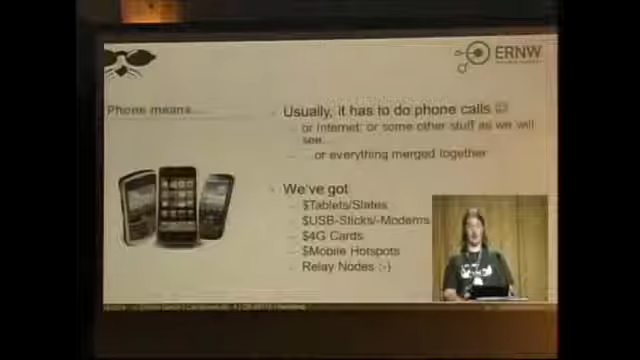 ERNW
Phone means...
Usually, it has to do phone calls ☺
or Internet, or some other stuff as we will
see...
...or everything merged together
We've got
$Tablets/Slates
$USB-Sticks/-Modems
$4G Cards
$Mobile Hotspots
Relay Nodes :-)